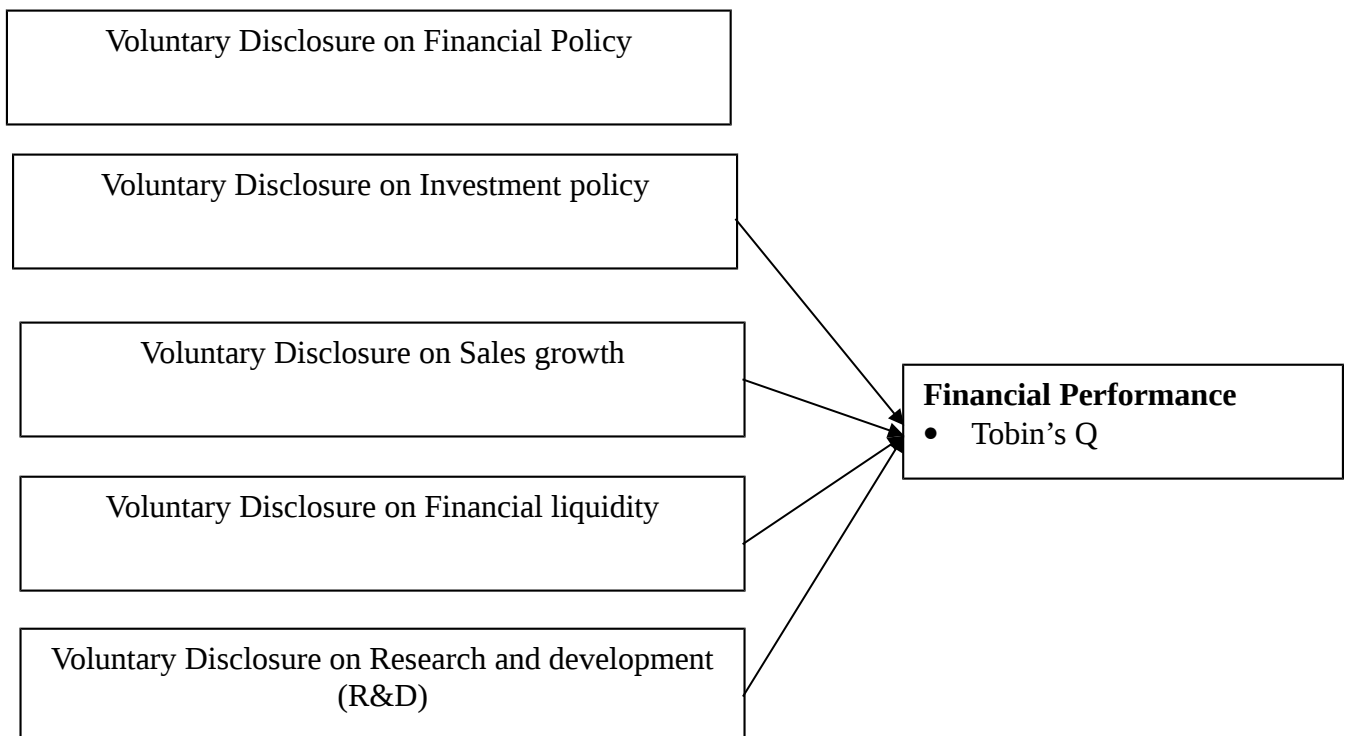 Voluntary Disclosure on Financial Policy
Voluntary Disclosure on Investment policy
Voluntary Disclosure on Sales growth
Voluntary Disclosure on Financial liquidity
Voluntary Disclosure on Research and development
(R&D)
Financial Performance
• Tobin’s Q